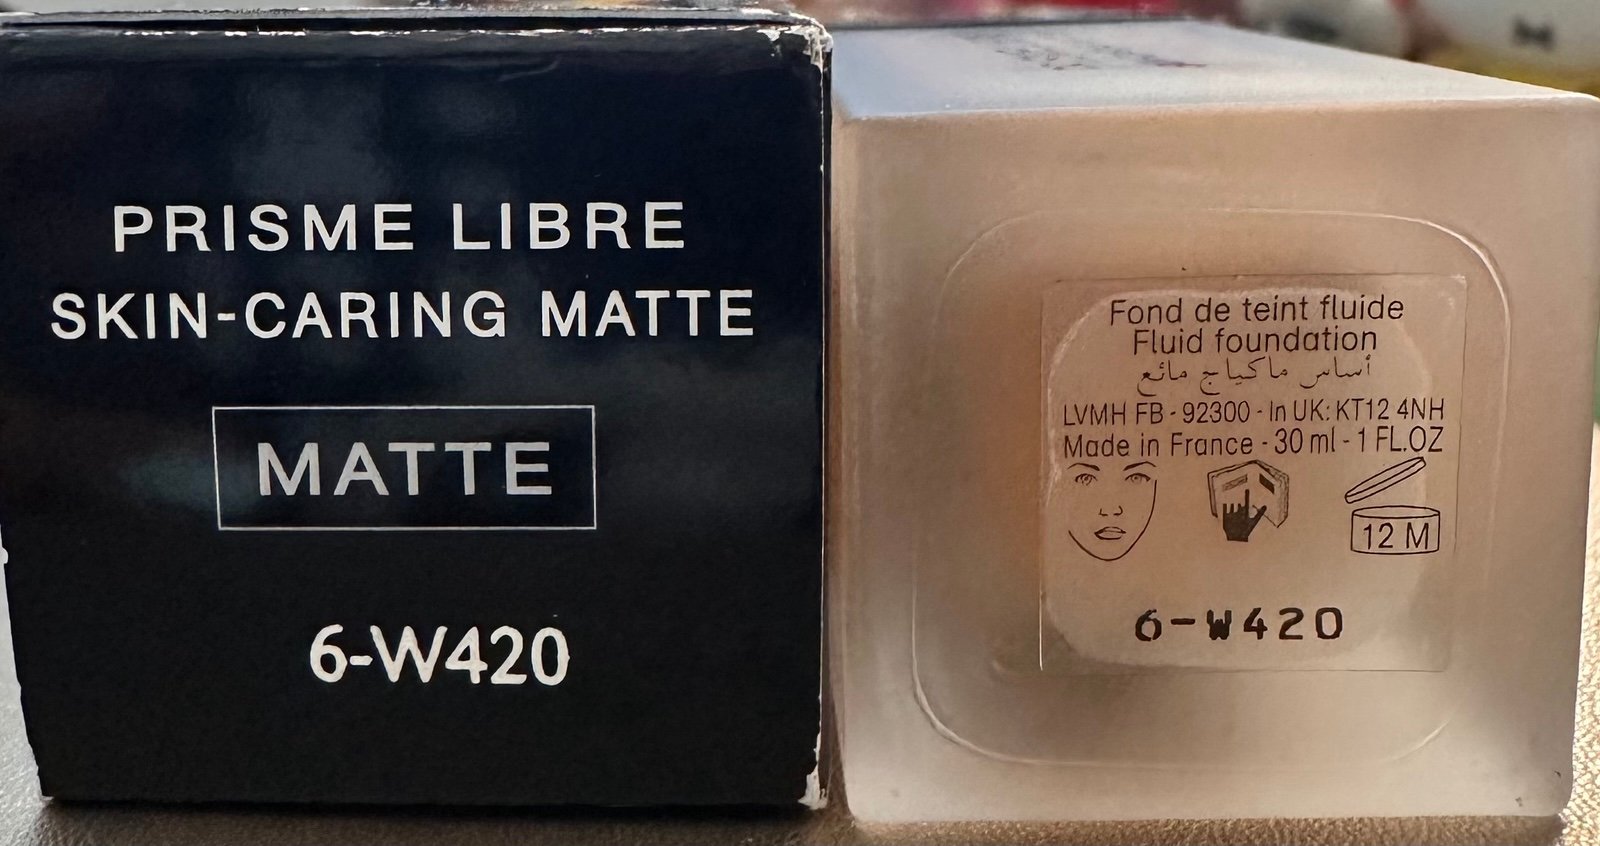 PRISME LIBRE
SKIN-CARING MATTE
MATTE
6-W420
Fond de teint fluide
Fluid foundation
أساس ماكياج مائع
LVMH FB - 92300 - In UK: KT12 4NH
Made in France - 30 ml - 1 FL.OZ
12 M
6-W420